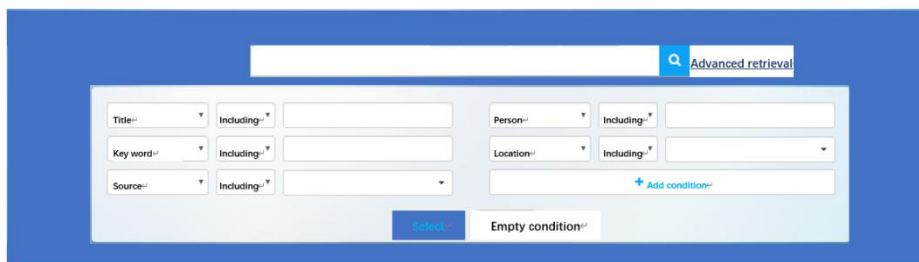 Advanced retrieval
Title Including Person Including
Key word Including Location Including
Source Including + Add condition
Select Empty condition